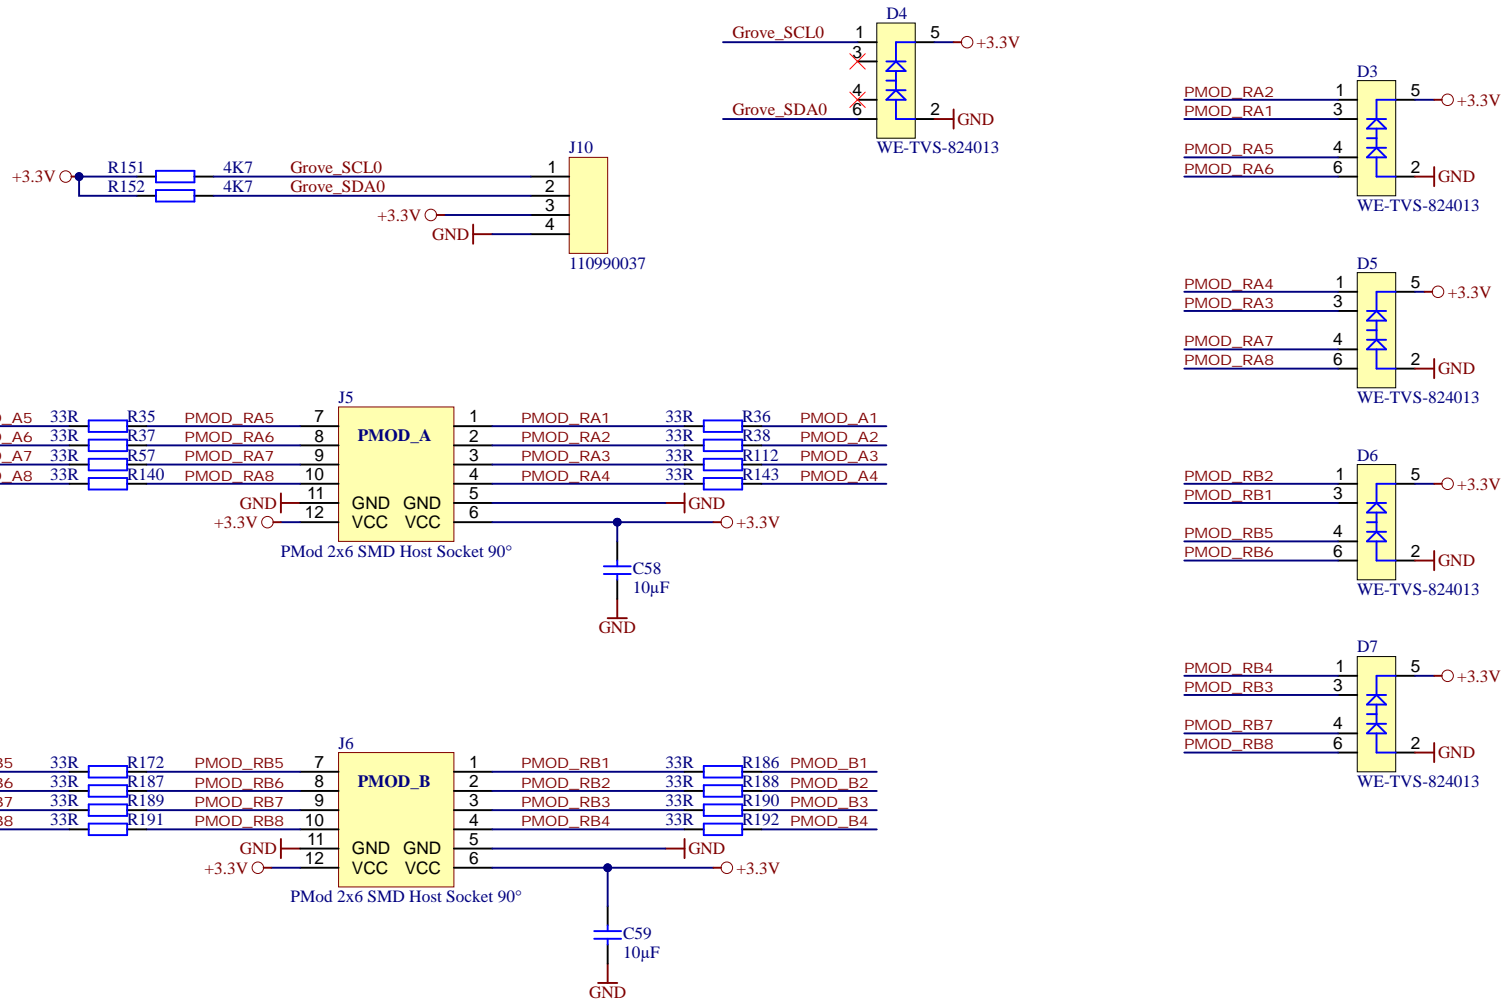 D4
Grove_SCL0 1 5 +3.3V
3
4
Grove_SDA0 6 2 GND
WE-TVS-824013
J10
+3.3V R151 4K7 Grove_SCL0 1
R152 4K7 Grove_SDA0 2
+3.3V 3
GND 4
110990037
D3
PMOD_RA2 1 5 +3.3V
PMOD_RA1 3
PMOD_RA5 4
PMOD_RA6 6 2 GND
WE-TVS-824013
D5
PMOD_RA4 1 5 +3.3V
PMOD_RA3 3
PMOD_RA7 4
PMOD_RA8 6 2 GND
WE-TVS-824013
J5
_A5 33R R35 PMOD_RA5 7 1 PMOD_RA1 33R R36 PMOD_A1
_A6 33R R37 PMOD_RA6 8 PMOD_A 2 PMOD_RA2 33R R38 PMOD_A2
_A7 33R R57 PMOD_RA7 9 3 PMOD_RA3 33R R112 PMOD_A3
_A8 33R R140 PMOD_RA8 10 4 PMOD_RA4 33R R143 PMOD_A4
GND 11 GND GND 5 GND
+3.3V 12 VCC VCC 6 +3.3V
PMod 2x6 SMD Host Socket 90°
C58
10µF
GND
D6
PMOD_RB2 1 5 +3.3V
PMOD_RB1 3
PMOD_RB5 4
PMOD_RB6 6 2 GND
WE-TVS-824013
D7
PMOD_RB4 1 5 +3.3V
PMOD_RB3 3
PMOD_RB7 4
PMOD_RB8 6 2 GND
WE-TVS-824013
J6
B5 33R R172 PMOD_RB5 7 1 PMOD_RB1 33R R186 PMOD_B1
B6 33R R187 PMOD_RB6 8 PMOD_B 2 PMOD_RB2 33R R188 PMOD_B2
B7 33R R189 PMOD_RB7 9 3 PMOD_RB3 33R R190 PMOD_B3
B8 33R R191 PMOD_RB8 10 4 PMOD_RB4 33R R192 PMOD_B4
GND 11 GND GND 5 GND
+3.3V 12 VCC VCC 6 +3.3V
PMod 2x6 SMD Host Socket 90°
C59
10µF
GND